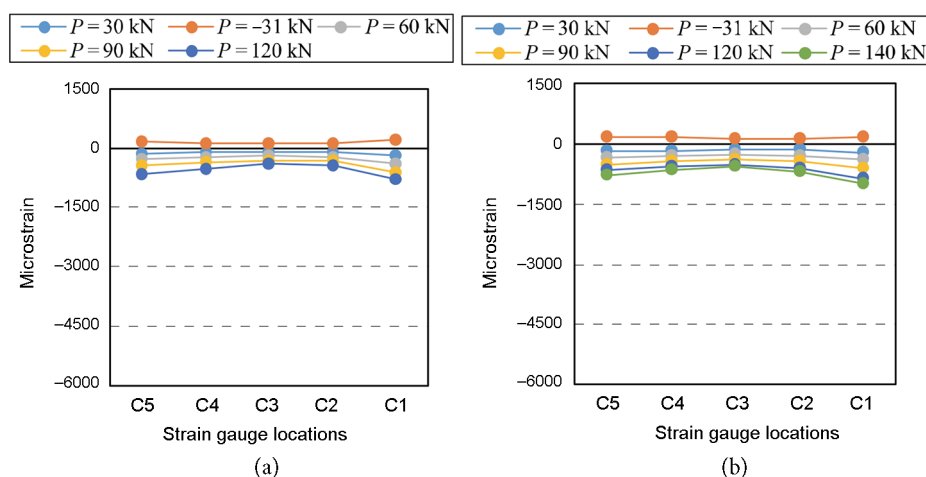 P = 30 kN P = –31 kN P = 60 kN
P = 90 kN P = 120 kN
1500
0
–1500
–3000
–4500
–6000
Microstrain
C5 C4 C3 C2 C1
Strain gauge locations
(a)
P = 30 kN P = –31 kN P = 60 kN
P = 90 kN P = 120 kN P = 140 kN
1500
0
–1500
–3000
–4500
–6000
Microstrain
C5 C4 C3 C2 C1
Strain gauge locations
(b)